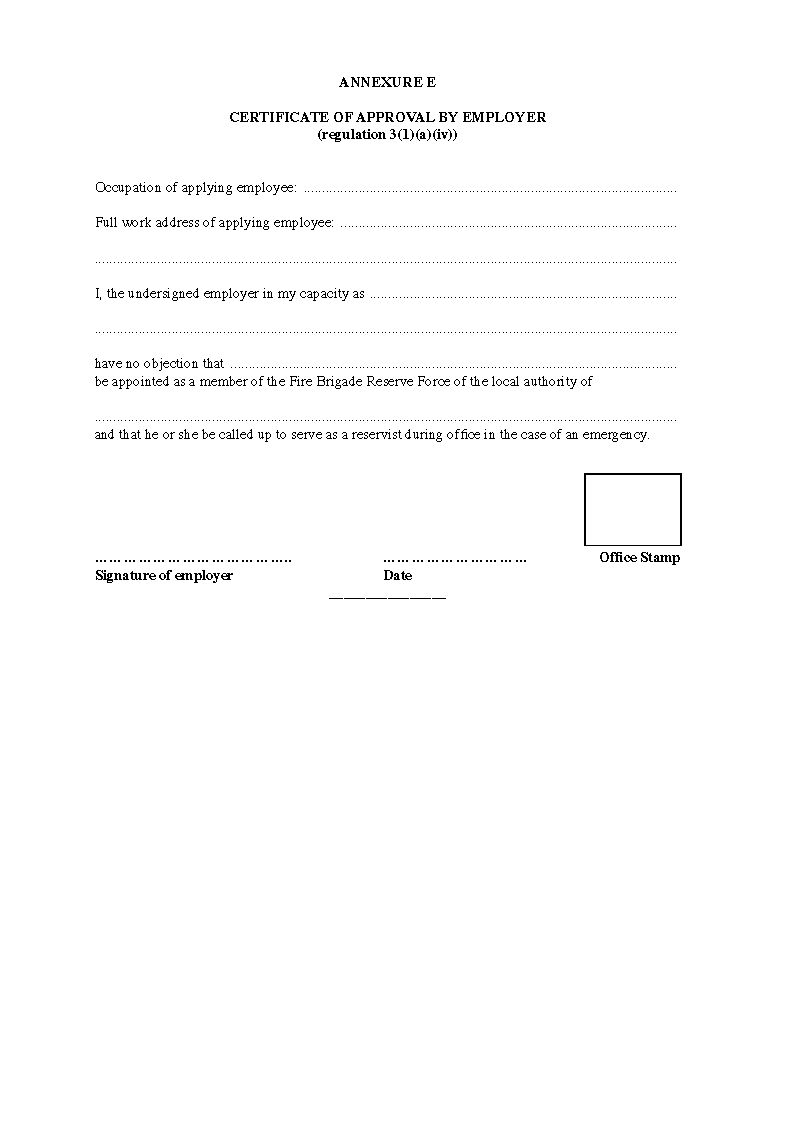 ANNEXURE E
CERTIFICATE OF APPROVAL BY EMPLOYER
(regulation 3(1)(a)(iv))
Occupation of applying employee: ....................................................................................................
Full work address of applying employee: ...........................................................................................
...............................................................................................................................................................
I, the undersigned employer in my capacity as ...................................................................................
...............................................................................................................................................................
have no objection that ..........................................................................................................................
be appointed as a member of the Fire Brigade Reserve Force of the local authority of
...............................................................................................................................................................
and that he or she be called up to serve as a reservist during office in the case of an emergency.
………………………………….. ………………………… Office Stamp
Signature of employer Date
________________